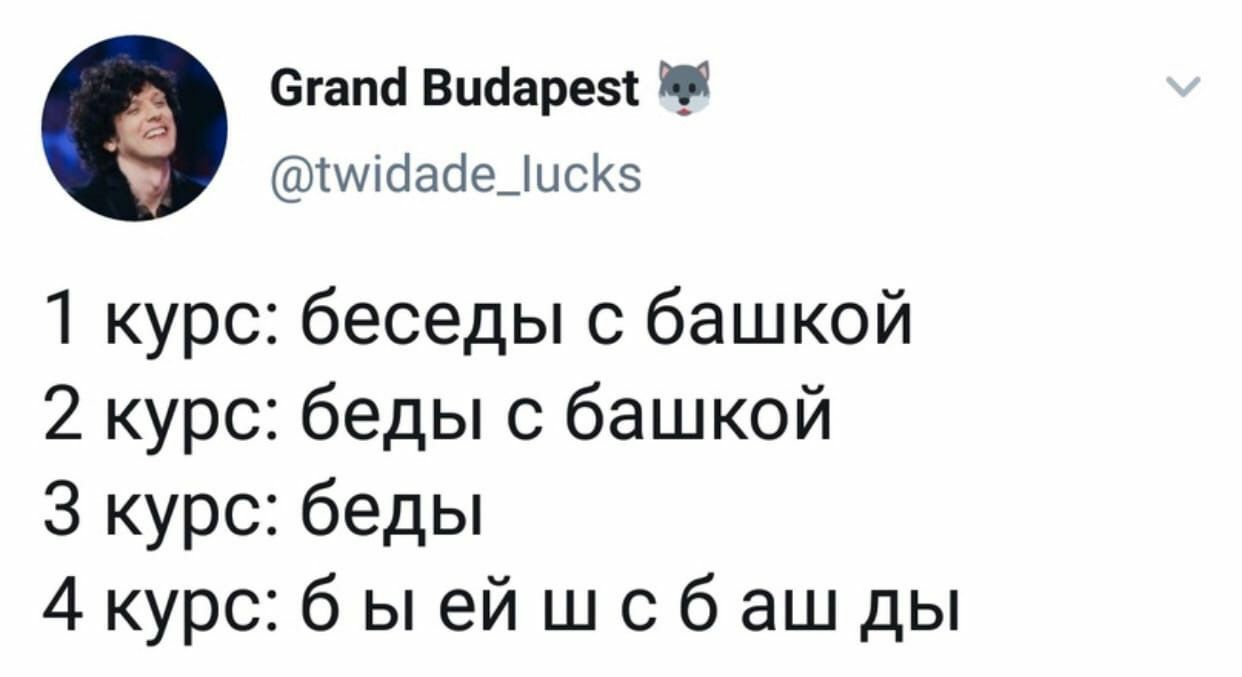 Grand Budapest 🐺
@twidade_lucks
1 курс: беседы с башкой
2 курс: беды с башкой
3 курс: беды
4 курс: б ы ей ш с б аш ды